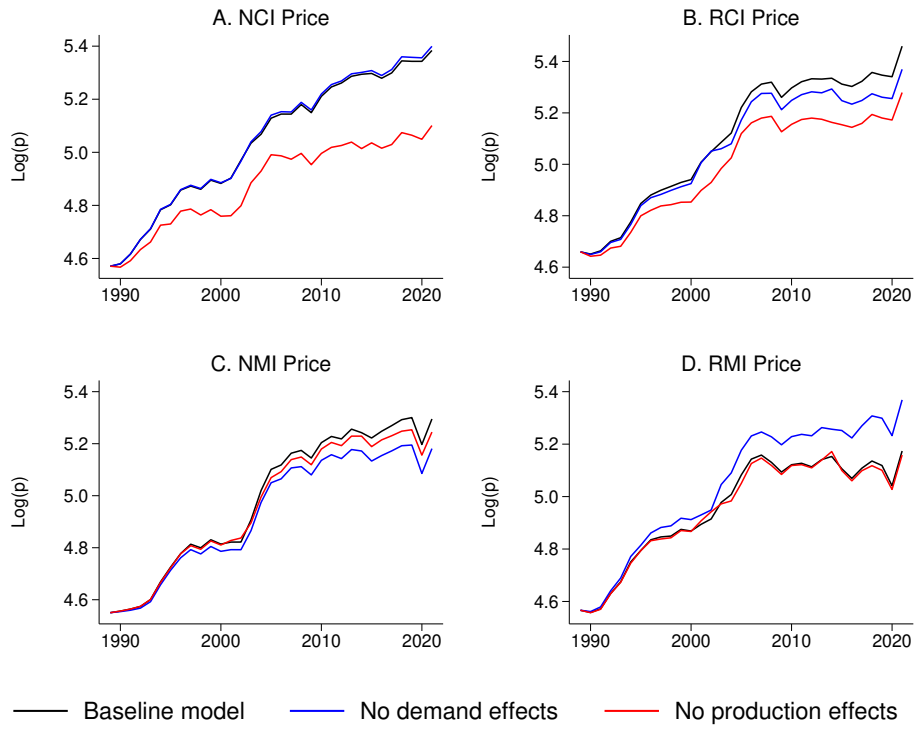 A. NCI Price
B. RCI Price
Log(p)
5.4
5.2
5.0
4.8
4.6
1990 2000 2010 2020
Log(p)
5.4
5.2
5.0
4.8
4.6
1990 2000 2010 2020
C. NMI Price
D. RMI Price
Log(p)
5.4
5.2
5.0
4.8
4.6
1990 2000 2010 2020
Log(p)
5.4
5.2
5.0
4.8
4.6
1990 2000 2010 2020
Baseline model No demand effects No production effects